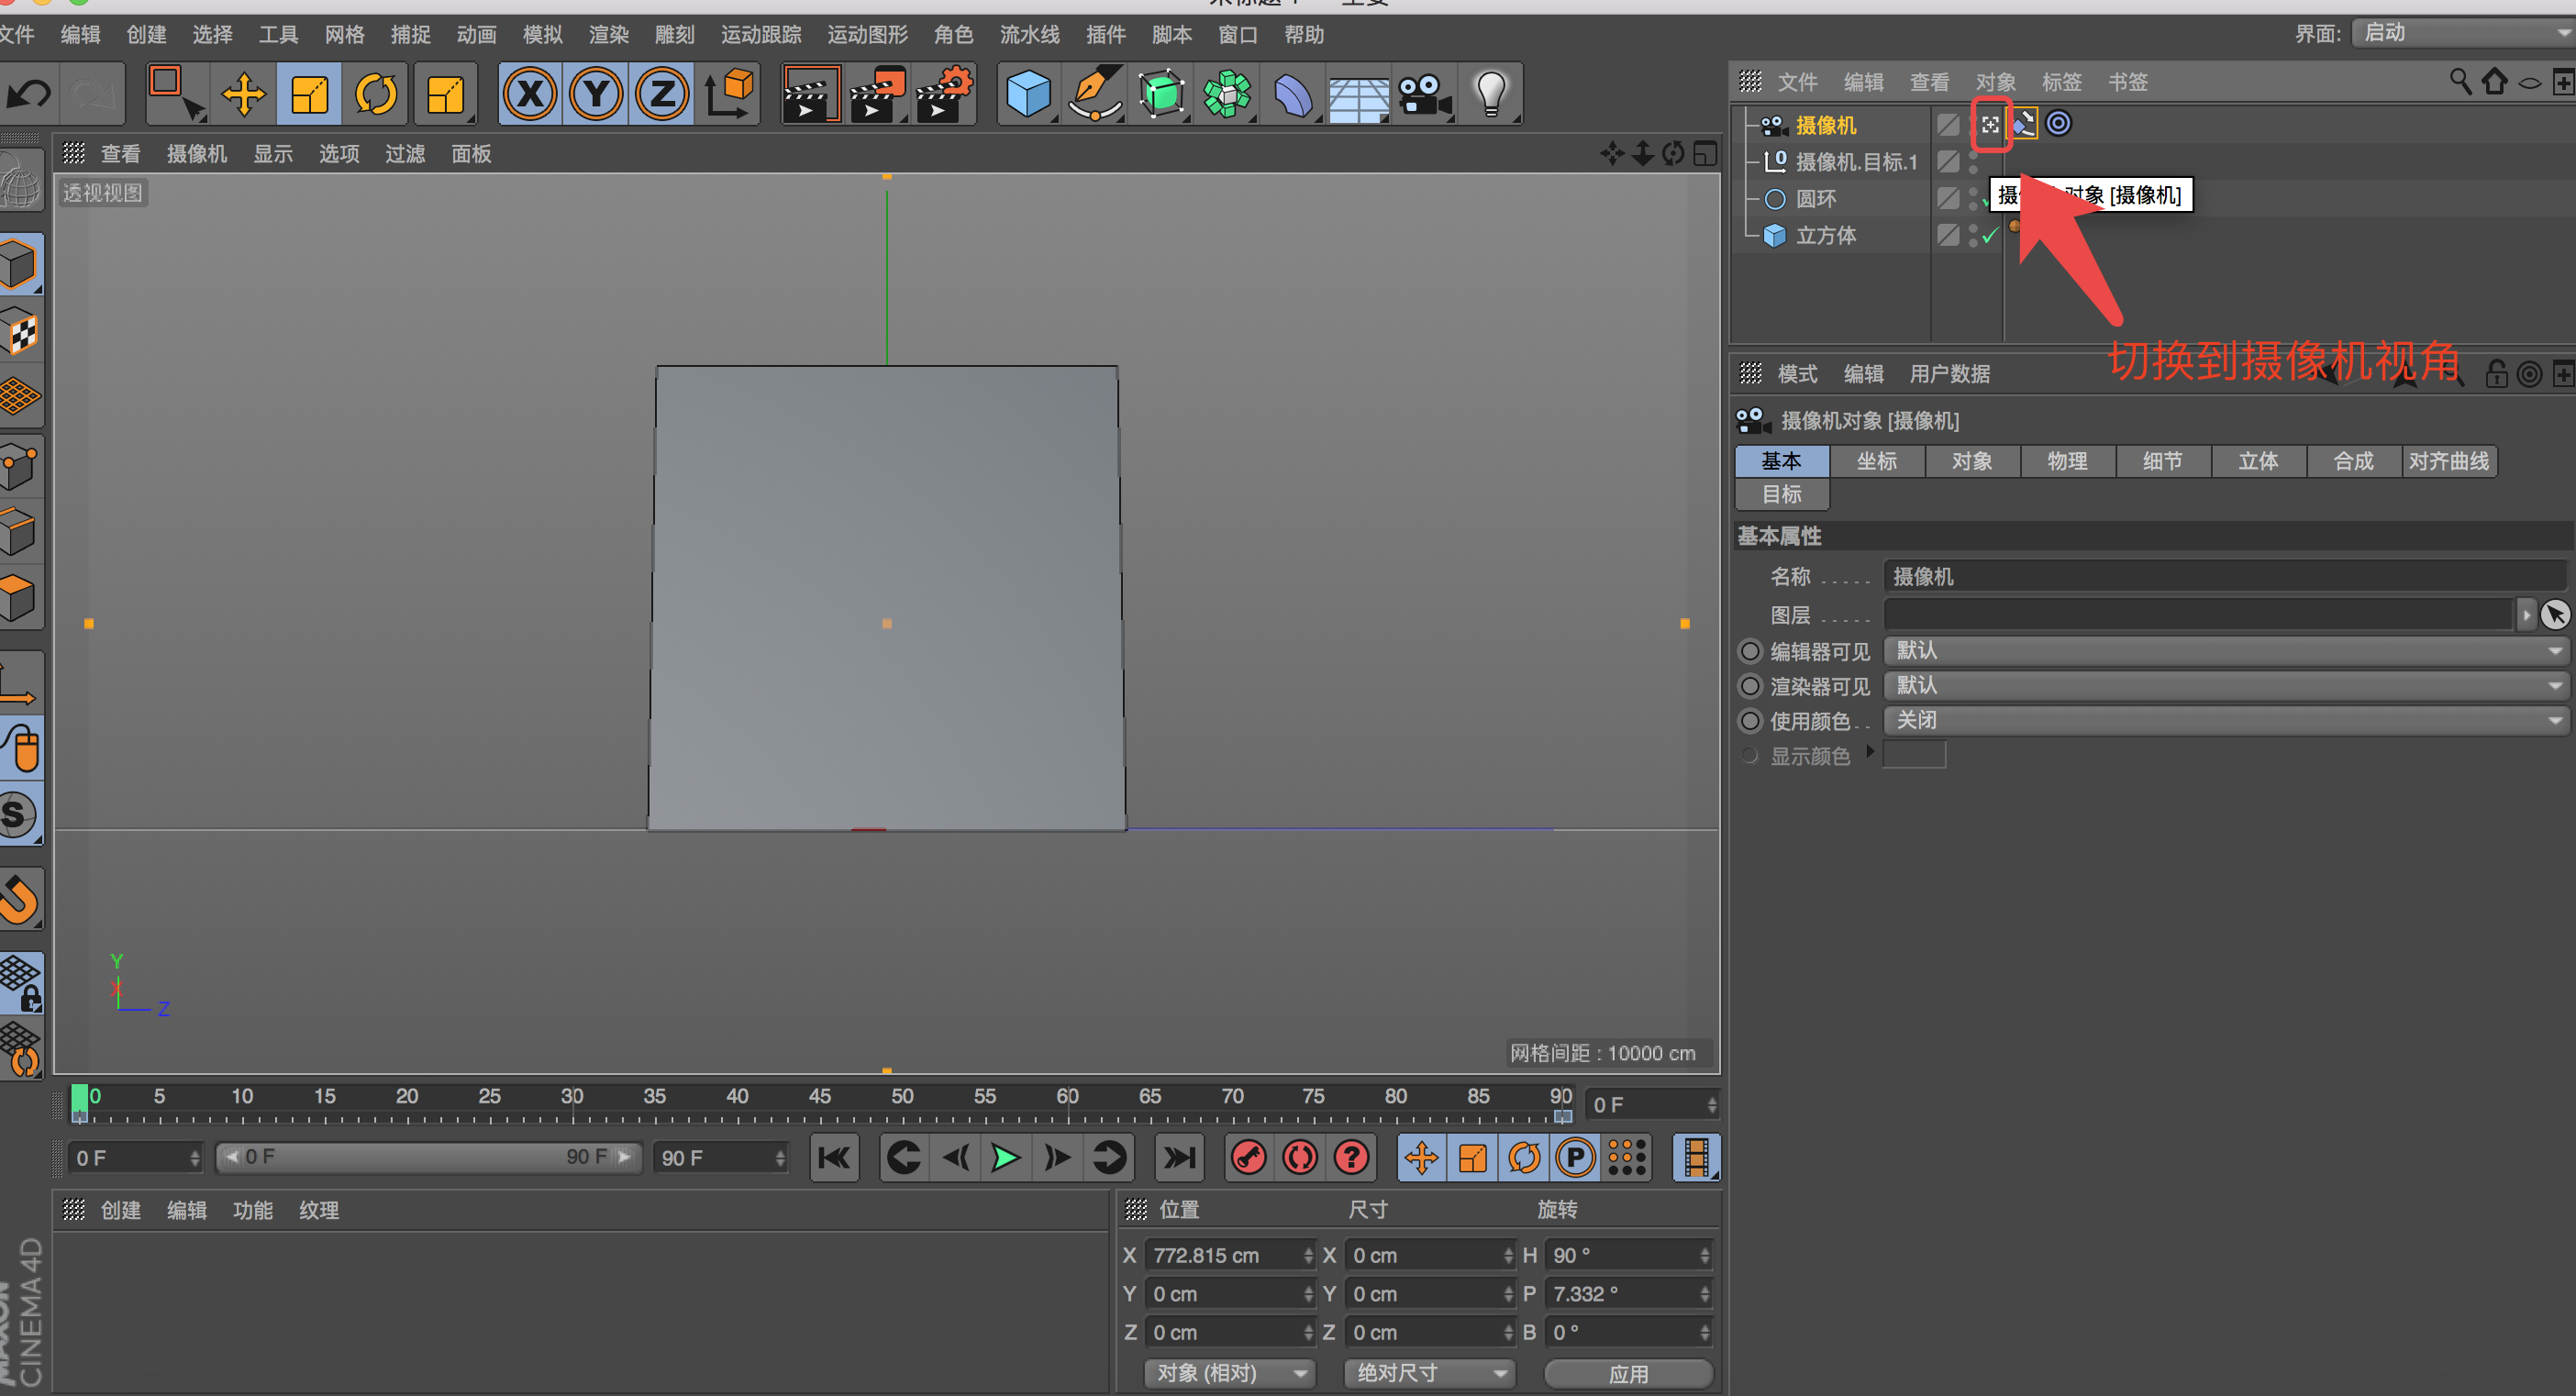 文件 编辑 创建 选择 工具 网格 捕捉 动画 模拟 渲染 雕刻 运动跟踪 运动图形 角色 流水线 插件 脚本 窗口 帮助 界面: 启动
X Y Z
文件 编辑 查看 对象 标签 书签
查看 摄像机 显示 选项 过滤 面板
透视视图
摄像机
0 摄像机.目标.1
圆环
立方体
对象 [摄像机]
切换到摄像机视角
模式 编辑 用户数据
摄像机对象 [摄像机]
基本 坐标 对象 物理 细节 立体 合成 对齐曲线
目标
基本属性
名称 . . . . . 摄像机
图层 . . . . .
编辑器可见 默认
渲染器可见 默认
使用颜色 . . 关闭
显示颜色
S
Y
X
Z
网格间距 : 10000 cm
0 5 10 15 20 25 30 35 40 45 50 55 60 65 70 75 80 85 90 0 F
0 F 0 F 90 F 90 F ? P
创建 编辑 功能 纹理
位置 尺寸 旋转
X 772.815 cm X 0 cm H 90 °
Y 0 cm Y 0 cm P 7.332 °
Z 0 cm Z 0 cm B 0 °
对象 (相对) 绝对尺寸 应用
MAXON
CINEMA 4D